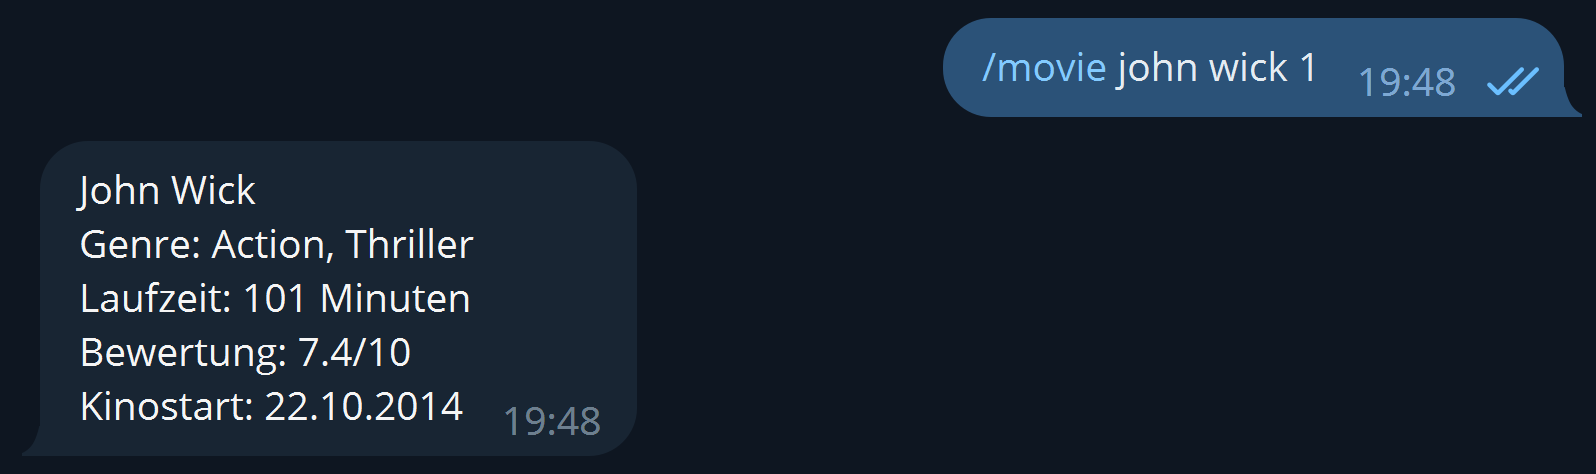 /movie john wick 1
19:48
John Wick
Genre: Action, Thriller
Laufzeit: 101 Minuten
Bewertung: 7.4/10
Kinostart: 22.10.2014
19:48